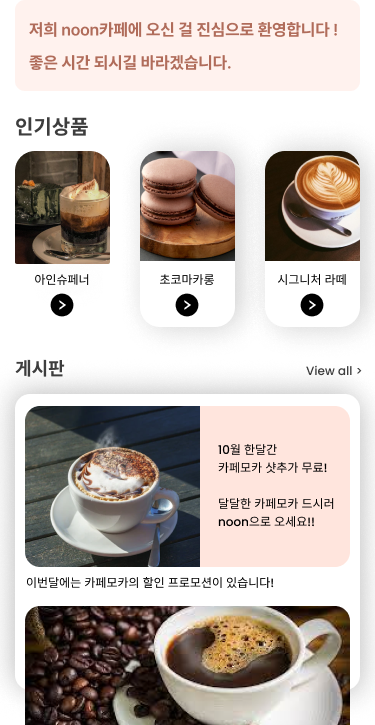 저희 noon카페에 오신 걸 진심으로 환영합니다 !
좋은 시간 되시길 바라겠습니다.
인기상품
아인슈페너
초코마카롱
시그니처 라떼
게시판
View all >
10월 한달간
카페모카 샷추가 무료!
달달한 카페모카 드시러
noon으로 오세요!!
이번달에는 카페모카의 할인 프로모션이 있습니다!